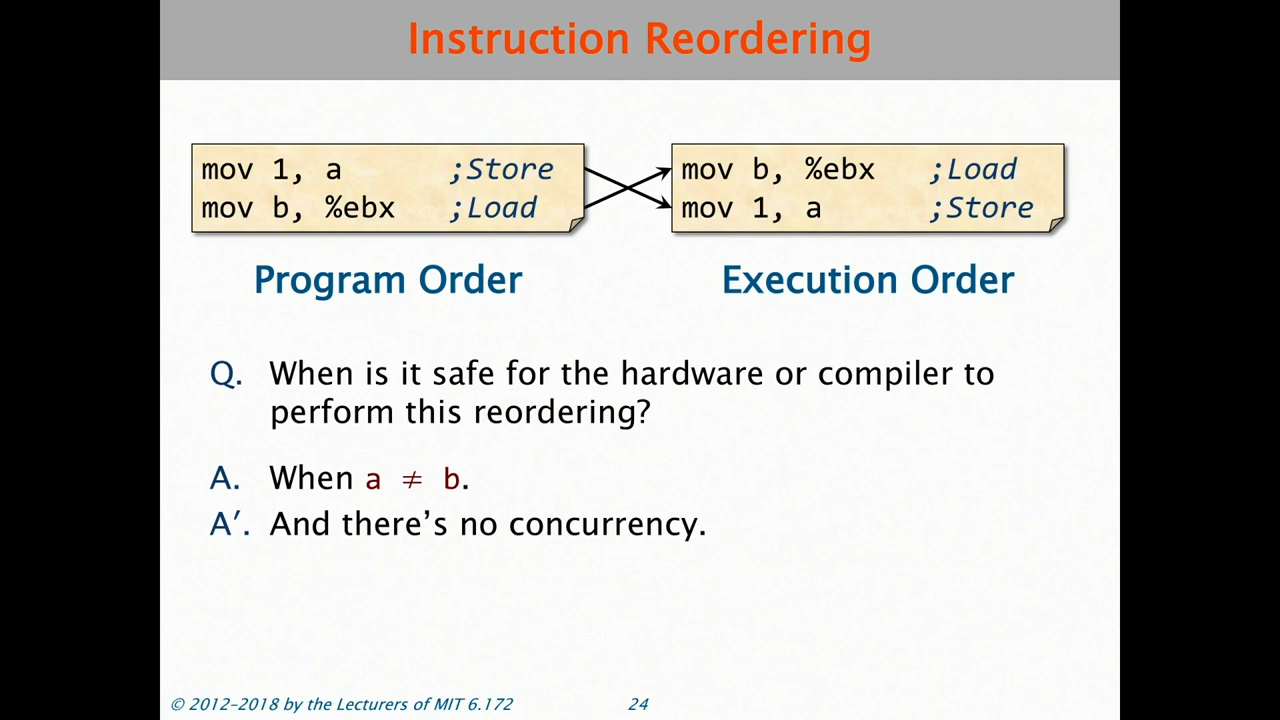 Instruction Reordering
mov 1, a ;Store
mov b, %ebx ;Load
mov b, %ebx ;Load
mov 1, a ;Store
Program Order
Execution Order
Q. When is it safe for the hardware or compiler to
perform this reordering?
A. When a ≠ b.
A′. And there’s no concurrency.
© 2012–2018 by the Lecturers of MIT 6.172
24